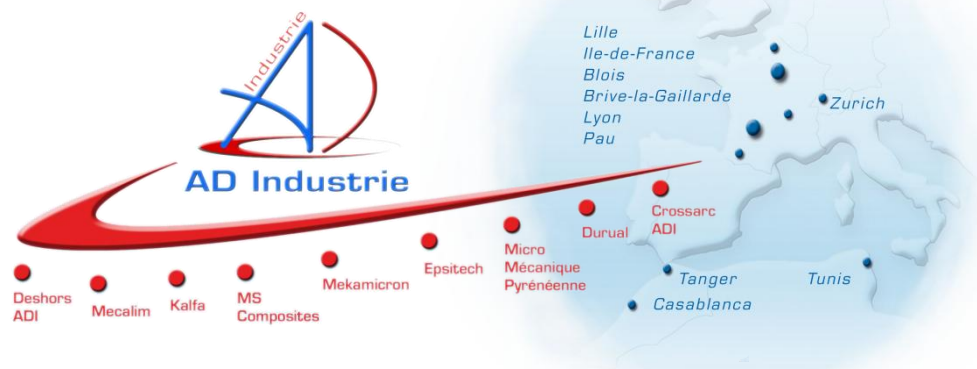 Industrie
AD
AD Industrie
Deshors
ADI
Mecalim
Kalfa
MS
Composites
Mekamicron
Epsitech
Micro
Mécanique
Pyrénéenne
Durual
Crossarc
ADI
Lille
Ile-de-France
Blois
Brive-la-Gaillarde
Lyon
Pau
Zurich
Tanger
Tunis
Casablanca